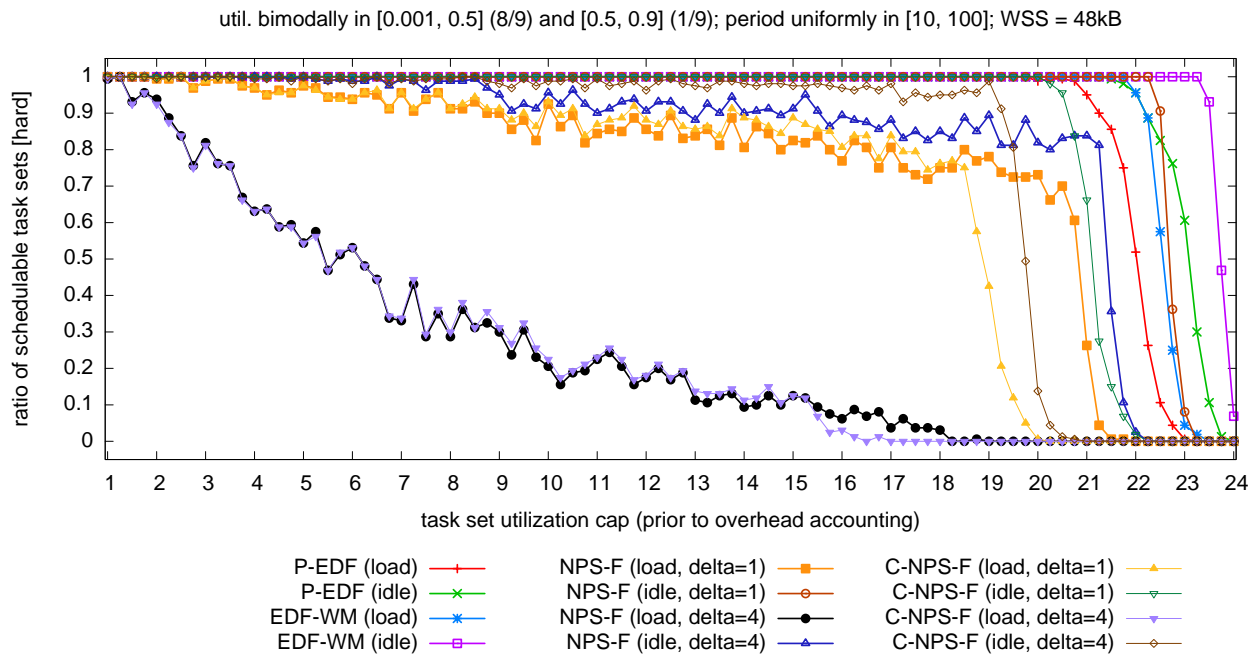 util. bimodally in [0.001, 0.5] (8/9) and [0.5, 0.9] (1/9); period uniformly in [10, 100]; WSS = 48kB
ratio of schedulable task sets [hard]
1
0.9
0.8
0.7
0.6
0.5
0.4
0.3
0.2
0.1
0
1 2 3 4 5 6 7 8 9 10 11 12 13 14 15 16 17 18 19 20 21 22 23 24
task set utilization cap (prior to overhead accounting)
P-EDF (load)
P-EDF (idle)
EDF-WM (load)
EDF-WM (idle)
NPS-F (load, delta=1)
NPS-F (idle, delta=1)
NPS-F (load, delta=4)
NPS-F (idle, delta=4)
C-NPS-F (load, delta=1)
C-NPS-F (idle, delta=1)
C-NPS-F (load, delta=4)
C-NPS-F (idle, delta=4)